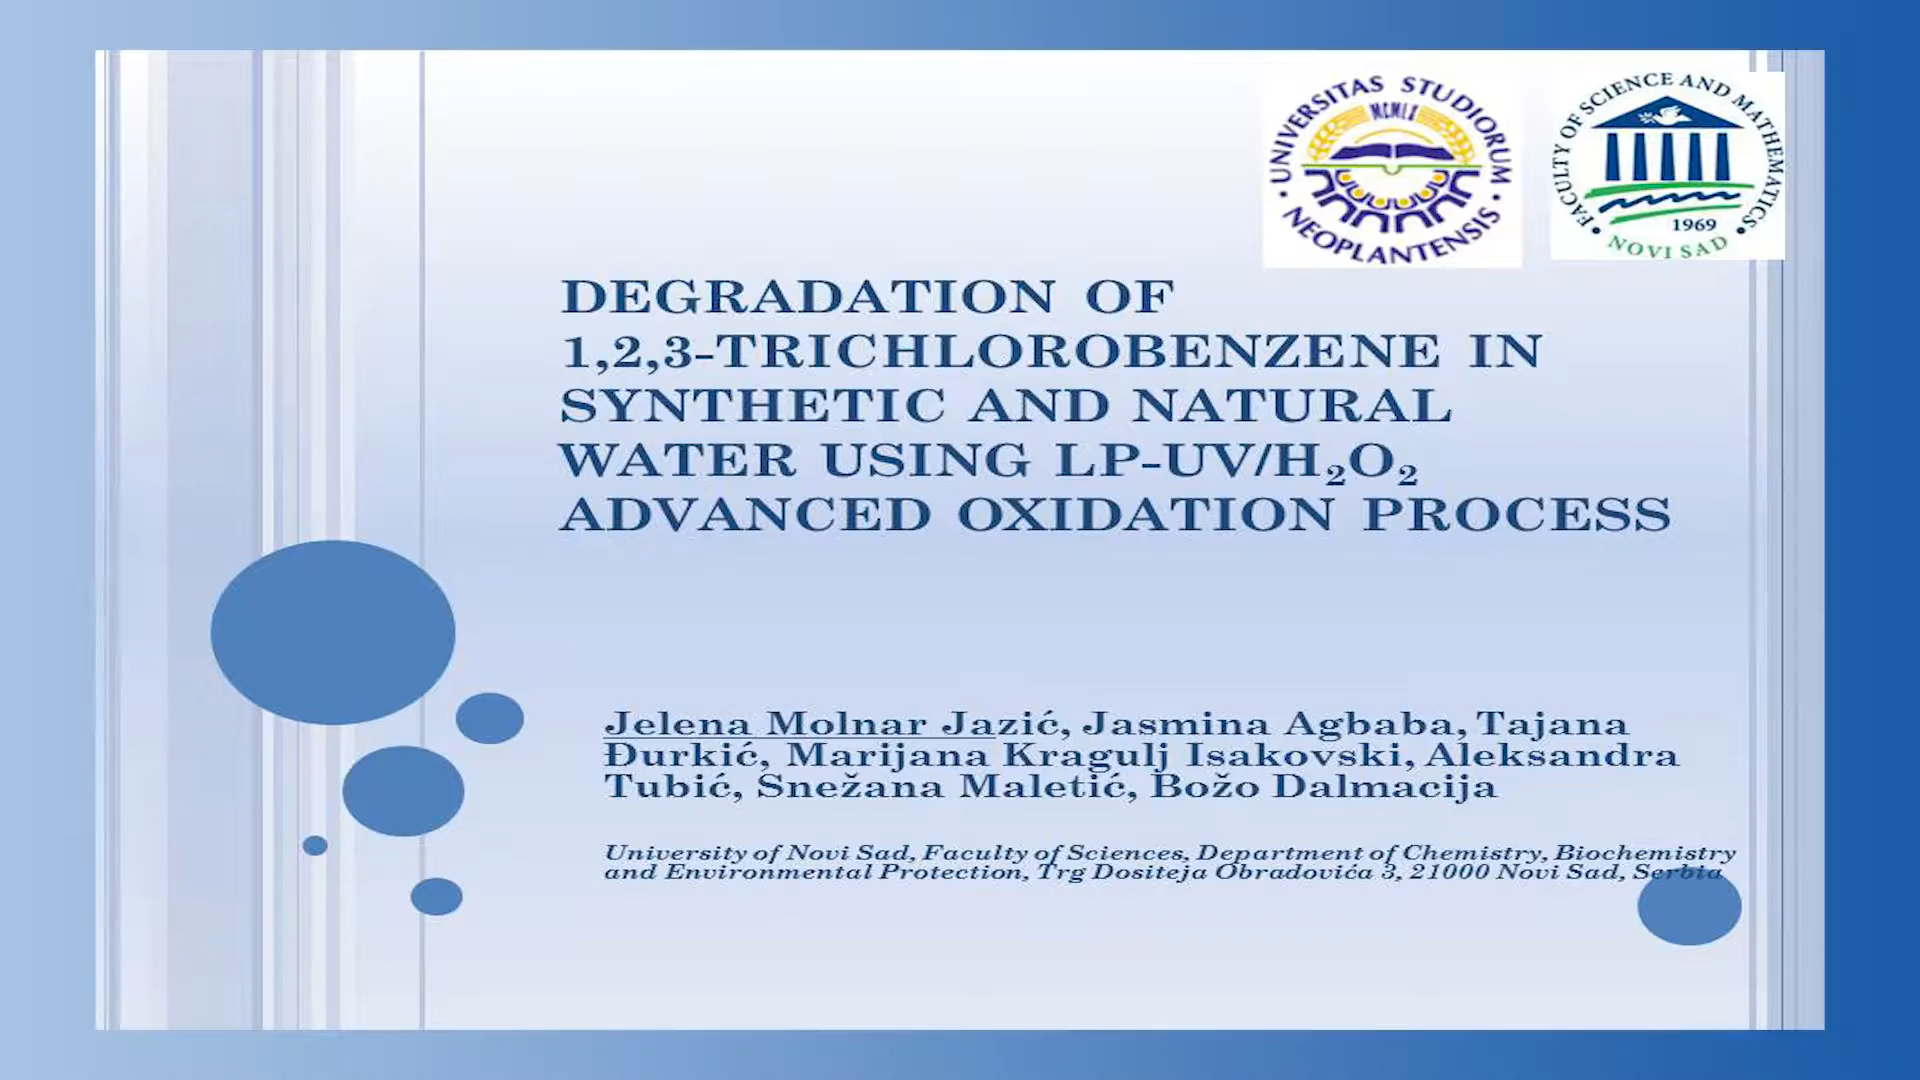 UNIVERSITAS STUDIORUM
MCMLX
NEOPLANTENSIS
FACULTY OF SCIENCE AND MATHEMATICS
1969
NOVI SAD
DEGRADATION OF
1,2,3-TRICHLOROBENZENE IN
SYNTHETIC AND NATURAL
WATER USING LP-UV/H₂O₂
ADVANCED OXIDATION PROCESS
Jelena Molnar Jazić, Jasmina Agbaba, Tajana
Đurkić, Marijana Kragulj Isakovski, Aleksandra
Tubić, Snežana Maletić, Božo Dalmacija
University of Novi Sad, Faculty of Sciences, Department of Chemistry, Biochemistry
and Environmental Protection, Trg Dositeja Obradovića 3, 21000 Novi Sad, Serbia